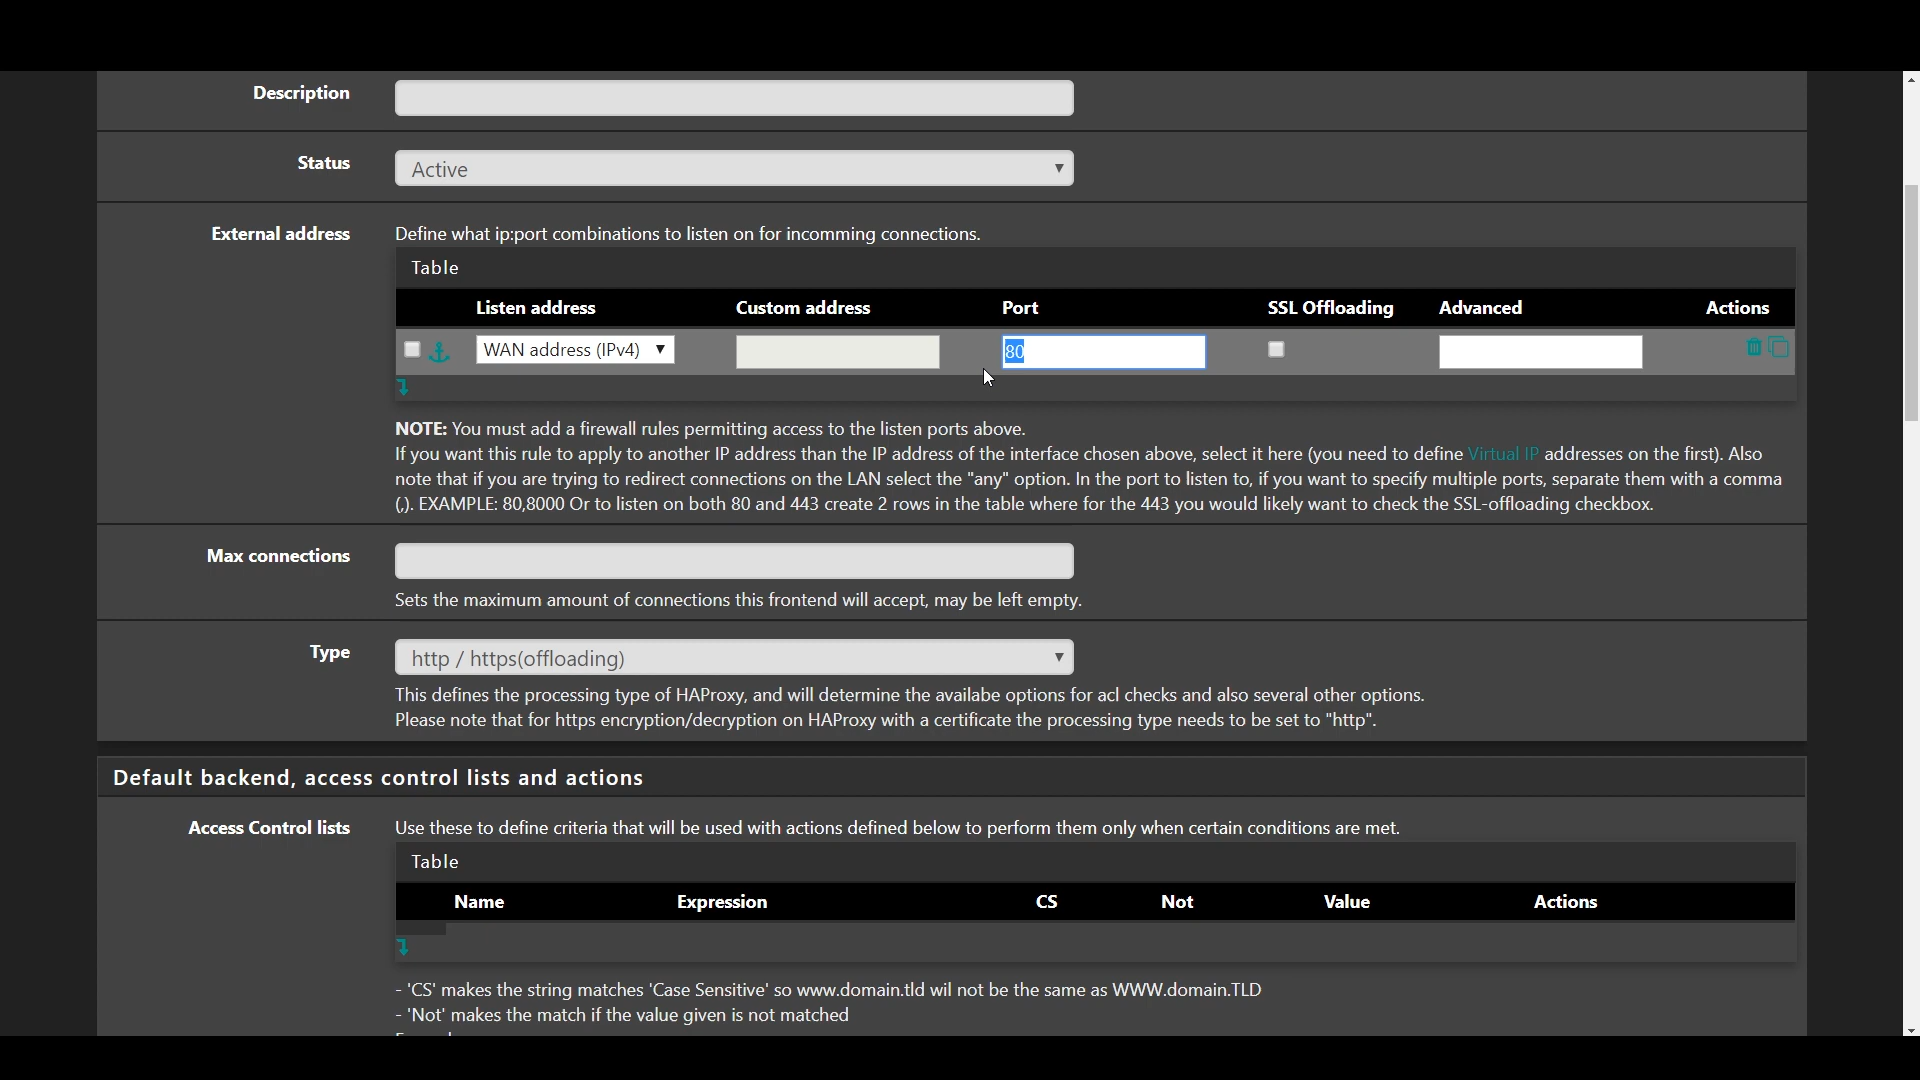 Description
Status
Active
External address
Define what ip:port combinations to listen on for incomming connections.
Table
Listen address Custom address Port SSL Offloading Advanced Actions
WAN address (IPv4) 80
NOTE: You must add a firewall rules permitting access to the listen ports above.
If you want this rule to apply to another IP address than the IP address of the interface chosen above, select it here (you need to define Virtual IP addresses on the first). Also
note that if you are trying to redirect connections on the LAN select the "any" option. In the port to listen to, if you want to specify multiple ports, separate them with a comma
(,). EXAMPLE: 80,8000 Or to listen on both 80 and 443 create 2 rows in the table where for the 443 you would likely want to check the SSL-offloading checkbox.
Max connections
Sets the maximum amount of connections this frontend will accept, may be left empty.
Type
http / https(offloading)
This defines the processing type of HAProxy, and will determine the availabe options for acl checks and also several other options.
Please note that for https encryption/decryption on HAProxy with a certificate the processing type needs to be set to "http".
Default backend, access control lists and actions
Access Control lists
Use these to define criteria that will be used with actions defined below to perform them only when certain conditions are met.
Table
Name Expression CS Not Value Actions
- 'CS' makes the string matches 'Case Sensitive' so www.domain.tld wil not be the same as WWW.domain.TLD
- 'Not' makes the match if the value given is not matched